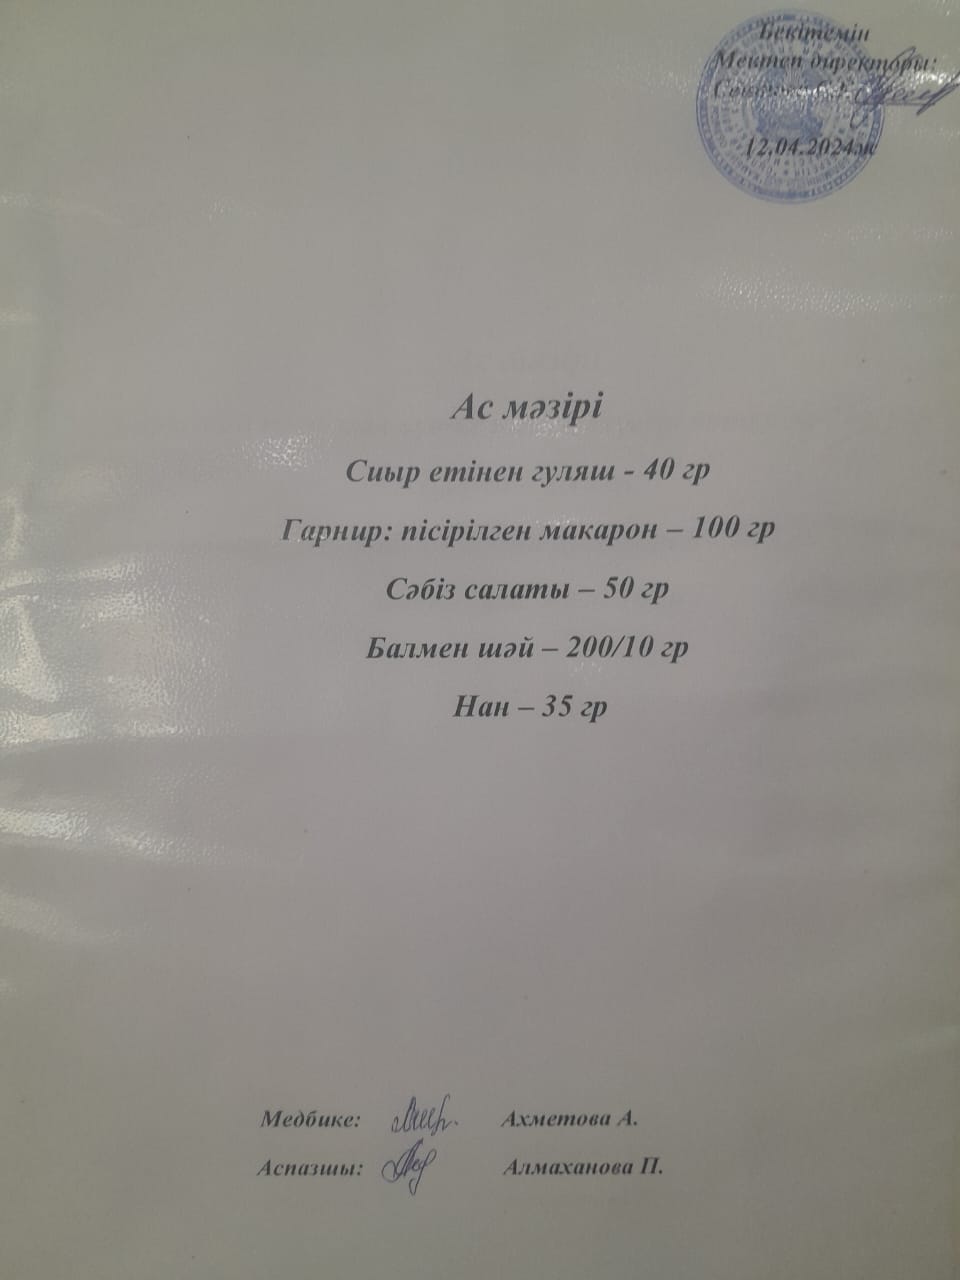 Бекітемін
Мектеп директоры:
12.04.2024ж
Ас мәзірі
Сиыр етінен гуляш - 40 гр
Гарнир: пісірілген макарон – 100 гр
Сәбіз салаты – 50 гр
Балмен шәй – 200/10 гр
Нан – 35 гр
Медбике: Ахметова А.
Аспазшы: Алмаханова П.